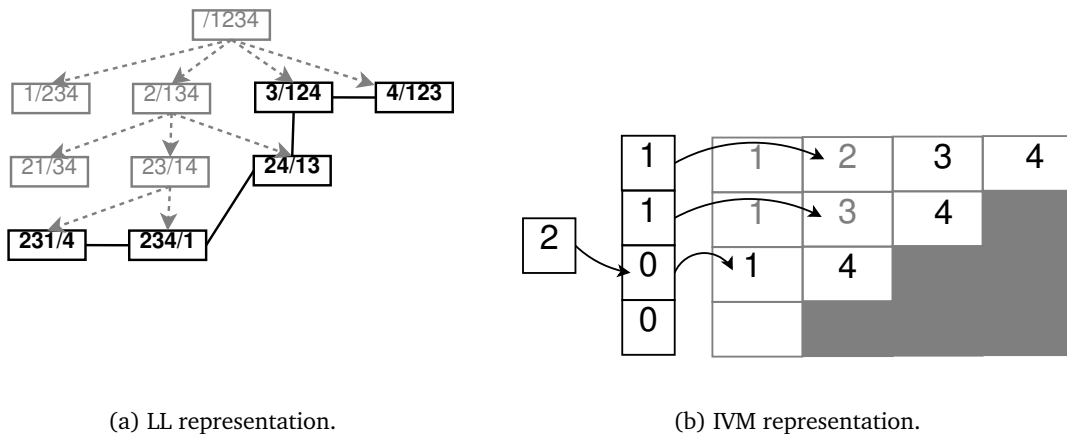 /1234
1/234 2/134 3/124 4/123
21/34 23/14 24/13
231/4 234/1
1 1 2 3 4
1 1 3 4
2 0 1 4
0
(a) LL representation. (b) IVM representation.